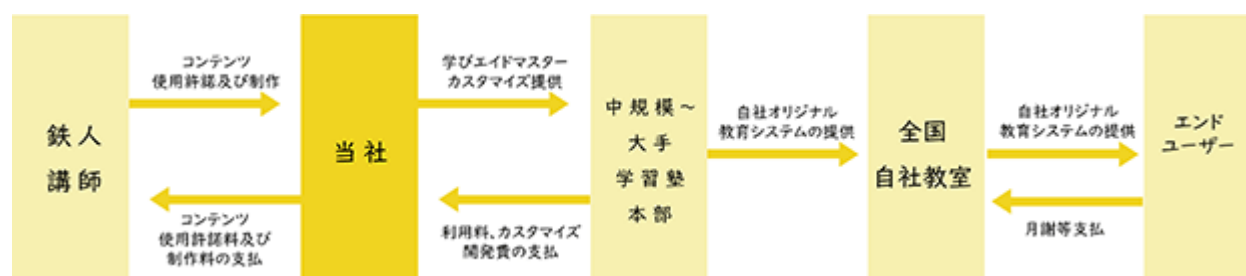 鉄人
講師
コンテンツ
使用許諾及び制作
コンテンツ
使用許諾料及び
制作料の支払
当社
学びエイドマスター
カスタマイズ提供
利用料、カスタマイズ
開発費の支払
中規模～
大手
学習塾
本部
自社オリジナル
教育システムの提供
全国
自社教室
自社オリジナル
教育システムの提供
月謝等支払
エンド
ユーザー